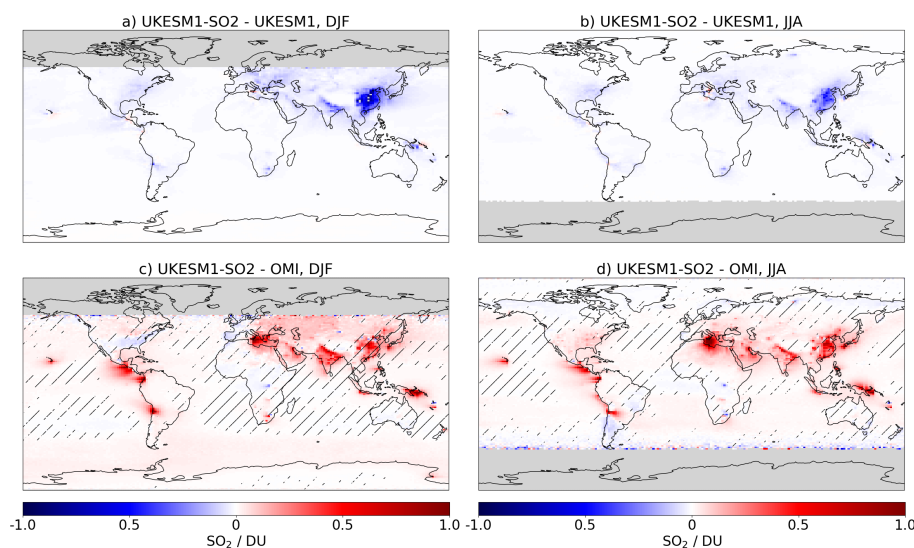 a) UKESM1-SO2 - UKESM1, DJF
b) UKESM1-SO2 - UKESM1, JJA
c) UKESM1-SO2 - OMI, DJF
d) UKESM1-SO2 - OMI, JJA
-1.0 0.5 0 0.5 1.0
-1.0 0.5 0 0.5 1.0
SO₂ / DU
SO₂ / DU